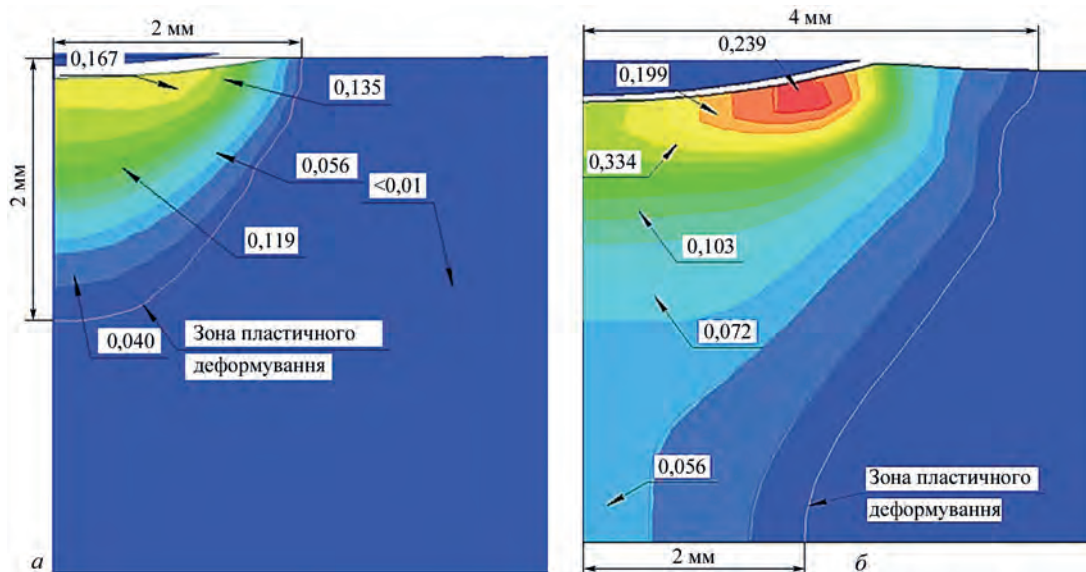 2 мм
0,167
0,135
2 мм
0,056
<0,01
0,119
0,040
Зона пластичного
деформування
а
4 мм
0,239
0,199
0,334
0,103
0,072
0,056
Зона пластичного
деформування
2 мм
б